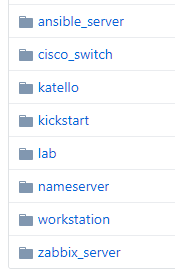 ansible_server
cisco_switch
katello
kickstart
lab
nameserver
workstation
zabbix_server